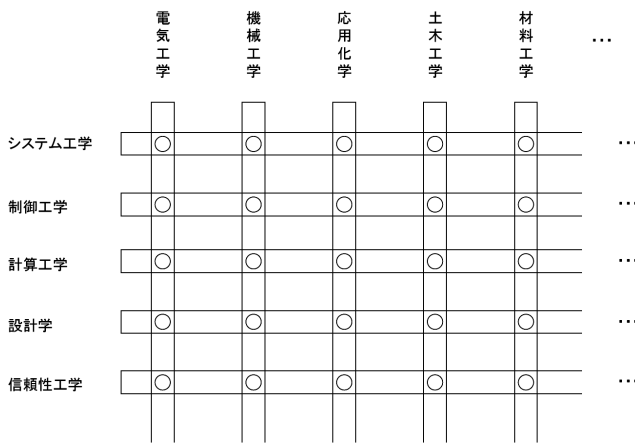 電気工学
機械工学
応用化学
土木工学
材料工学
…
システム工学
…
制御工学
…
計算工学
…
設計学
…
信頼性工学
…